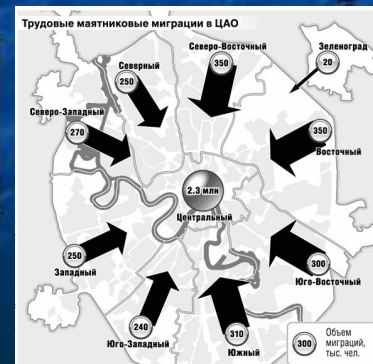 Трудовые маятниковые миграции в ЦАО
Северо-Восточный
350
Зеленоград
20
Северный
250
Северо-Западный
270
350
Восточный
2.3 млн
Центральный
250
Западный
300
Юго-Восточный
240
Юго-Западный
310
Южный
300
Объем
миграций,
тыс. чел.